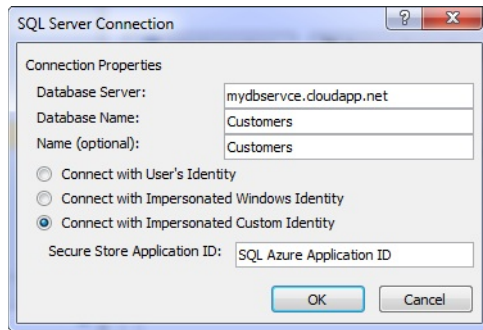 SQL Server Connection
Connection Properties
Database Server: mydbservce.cloudapp.net
Database Name: Customers
Name (optional): Customers
Connect with User's Identity
Connect with Impersonated Windows Identity
Connect with Impersonated Custom Identity
Secure Store Application ID: SQL Azure Application ID
OK Cancel